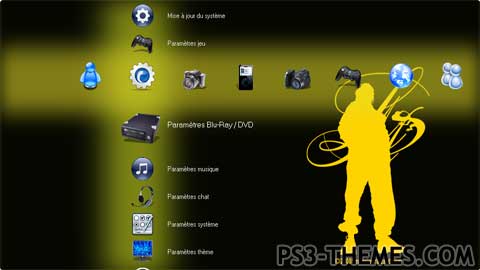 Mise à jour du système
Paramètres jeu
Paramètres Blu-Ray / DVD
Paramètres musique
Paramètres chat
Paramètres système
Paramètres thème
PS3-THEMES.COM